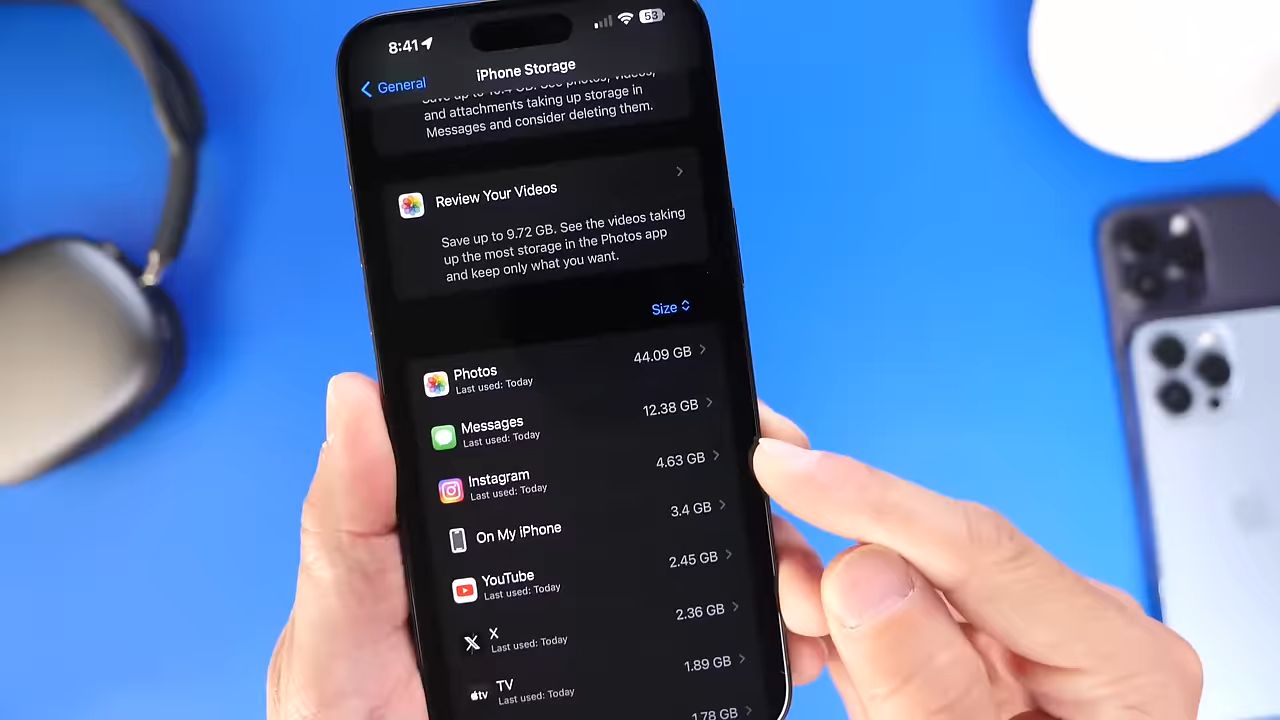 8:41
53
General
iPhone Storage
and attachments taking up storage in
Messages and consider deleting them.
Review Your Videos
Save up to 9.72 GB. See the videos taking
up the most storage in the Photos app
and keep only what you want.
Size
Photos
44.09 GB
Last used: Today
Messages
12.38 GB
Last used: Today
Instagram
4.63 GB
Last used: Today
On My iPhone
3.4 GB
YouTube
2.45 GB
Last used: Today
X
2.36 GB
Last used: Today
tv
TV
1.89 GB
Last used: Today
1.78 GB